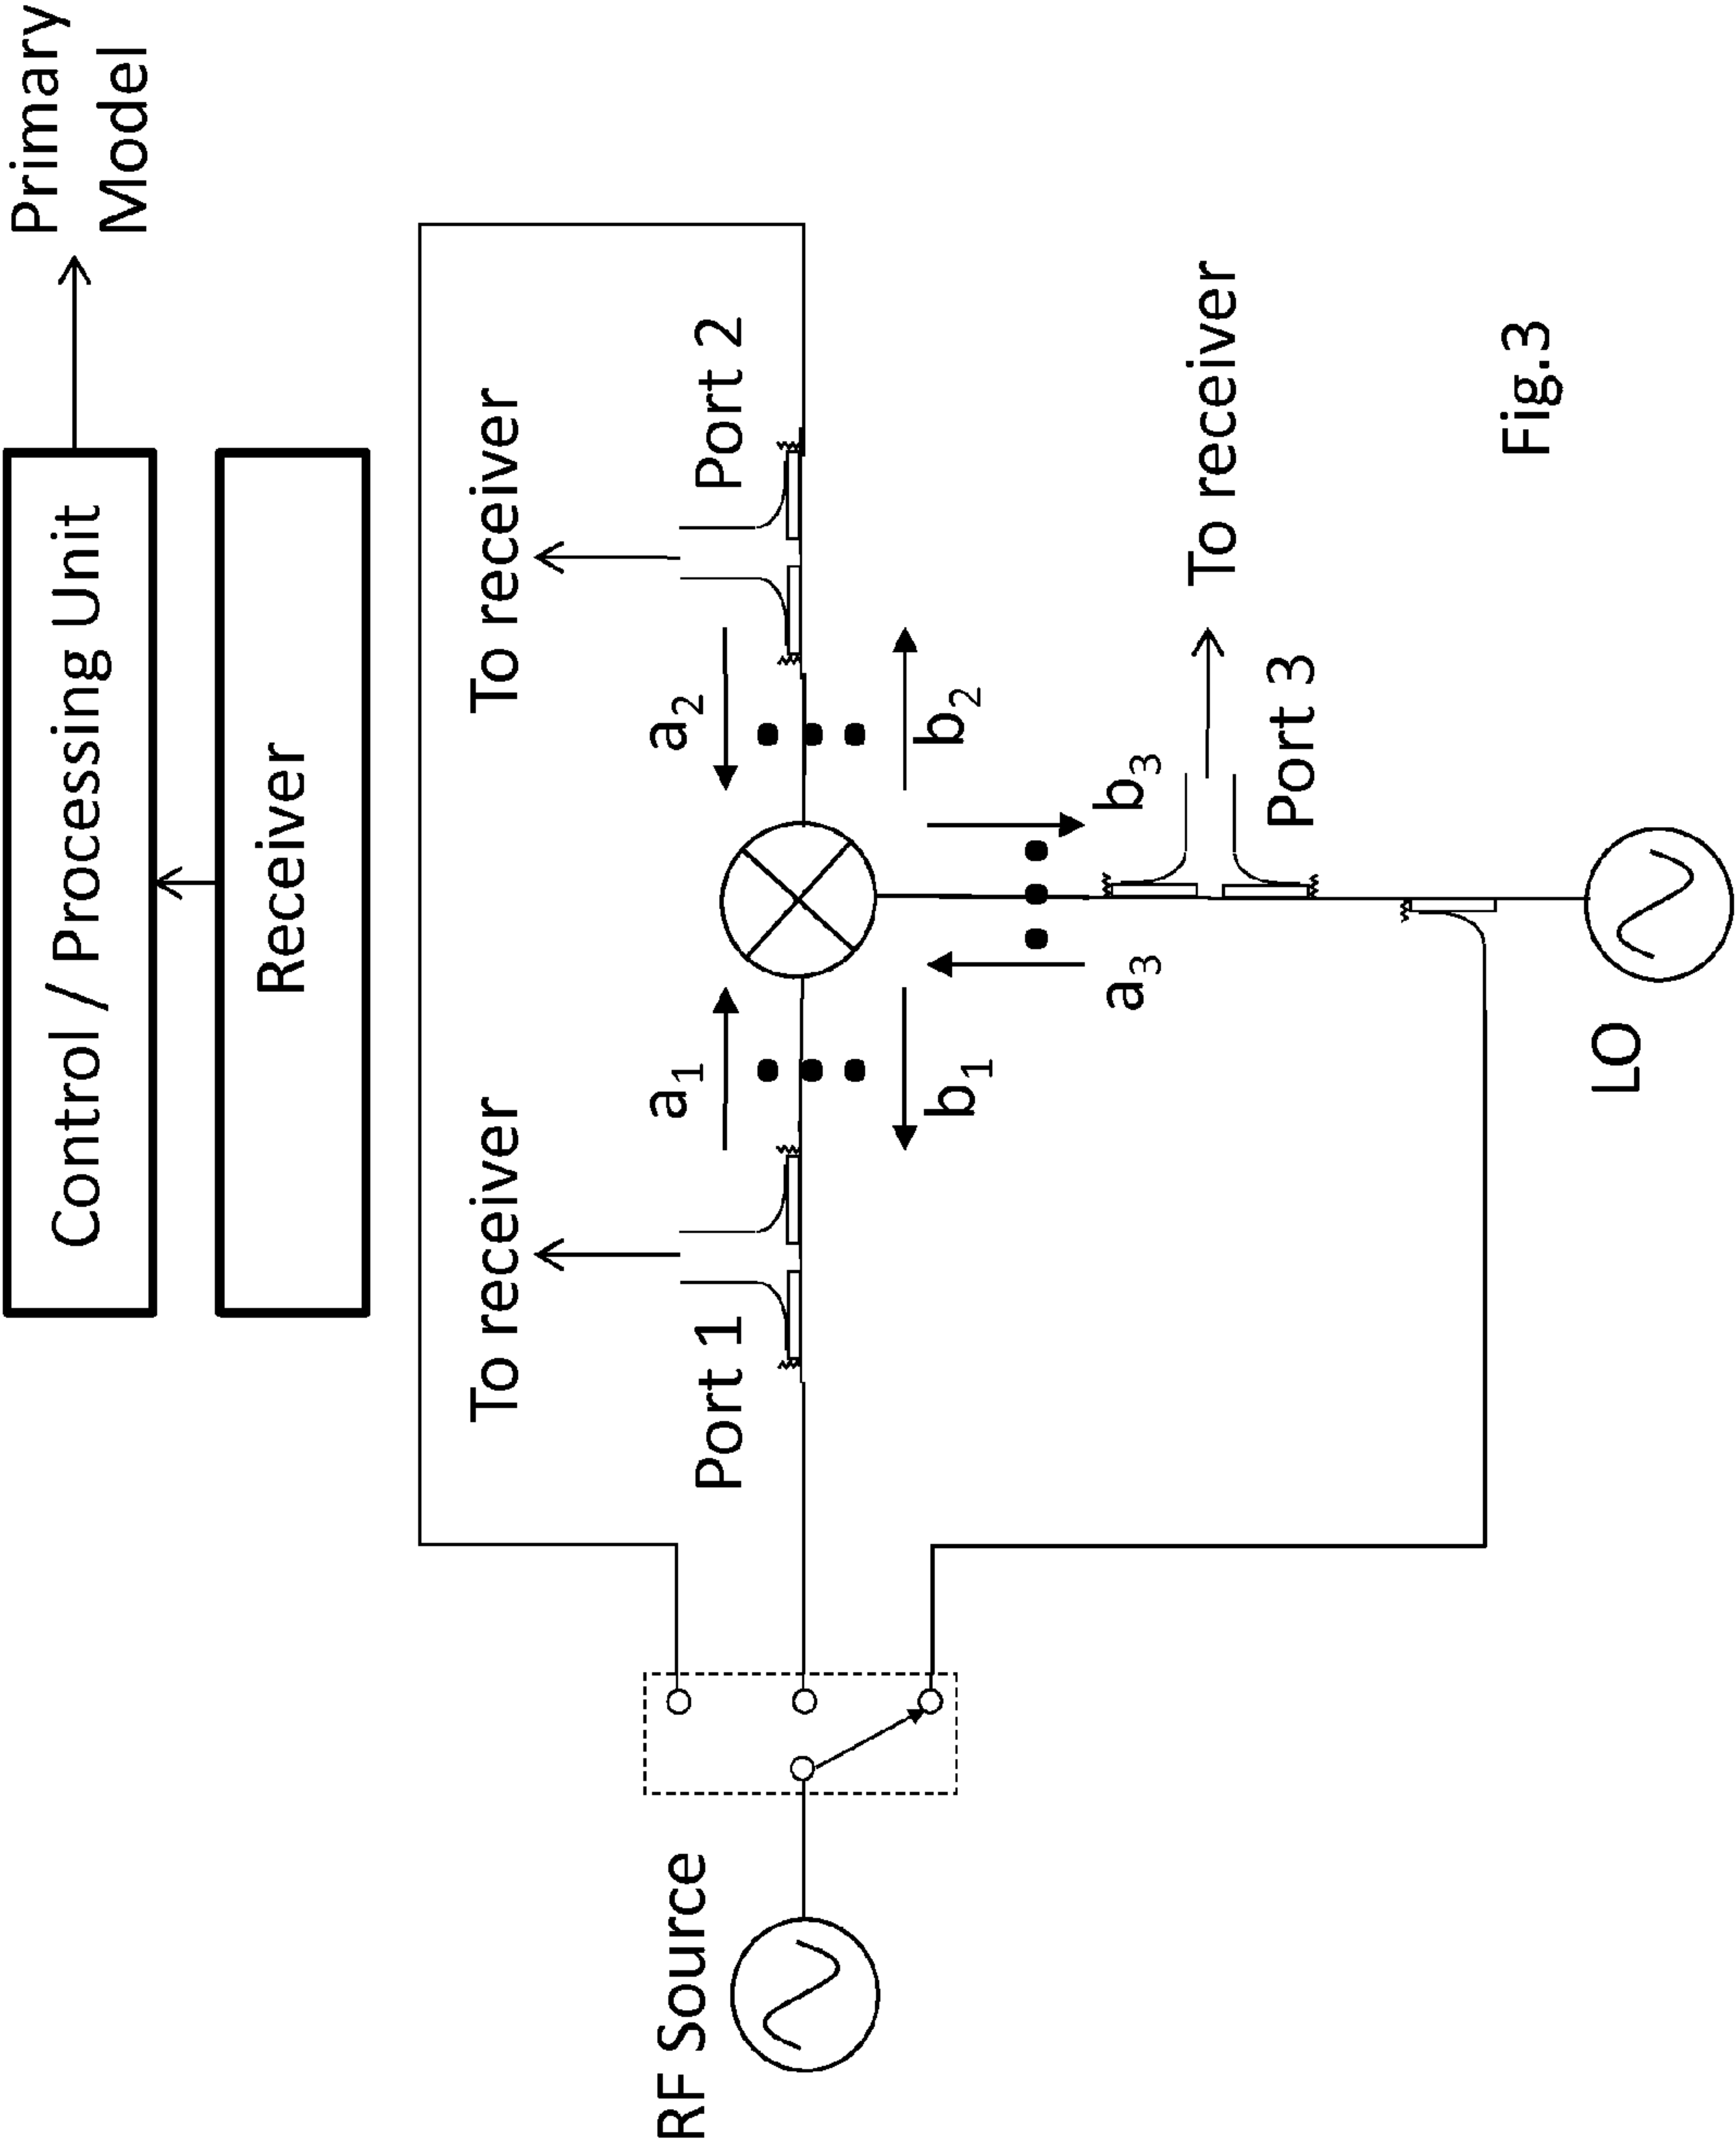 Control / Processing Unit
Primary
Model
Receiver
To receiver
To receiver
Port 1
Port 2
a1
a2
b1
b2
RF Source
a3
b3
To receiver
Port 3
LO
Fig.3